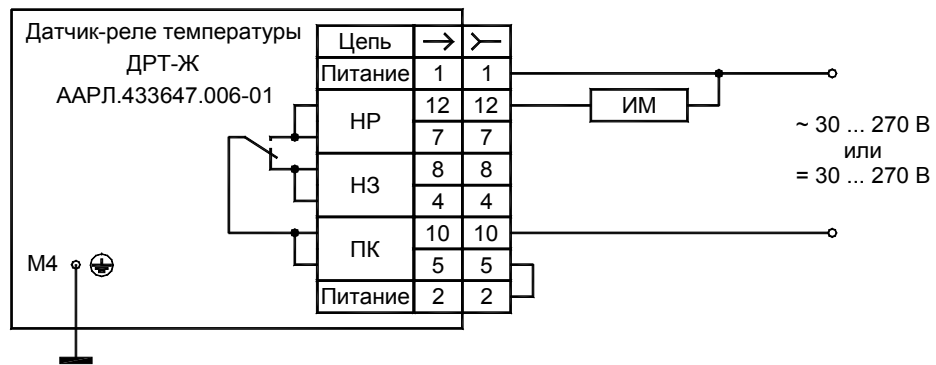 Датчик-реле температуры
ДРТ-Ж
ААРЛ.433647.006-01
Цепь
Питание 1 1
НР 12 12
7 7
НЗ 8 8
4 4
ПК 10 10
5 5
Питание 2 2
ИМ
~ 30 ... 270 В
или
= 30 ... 270 В
М4